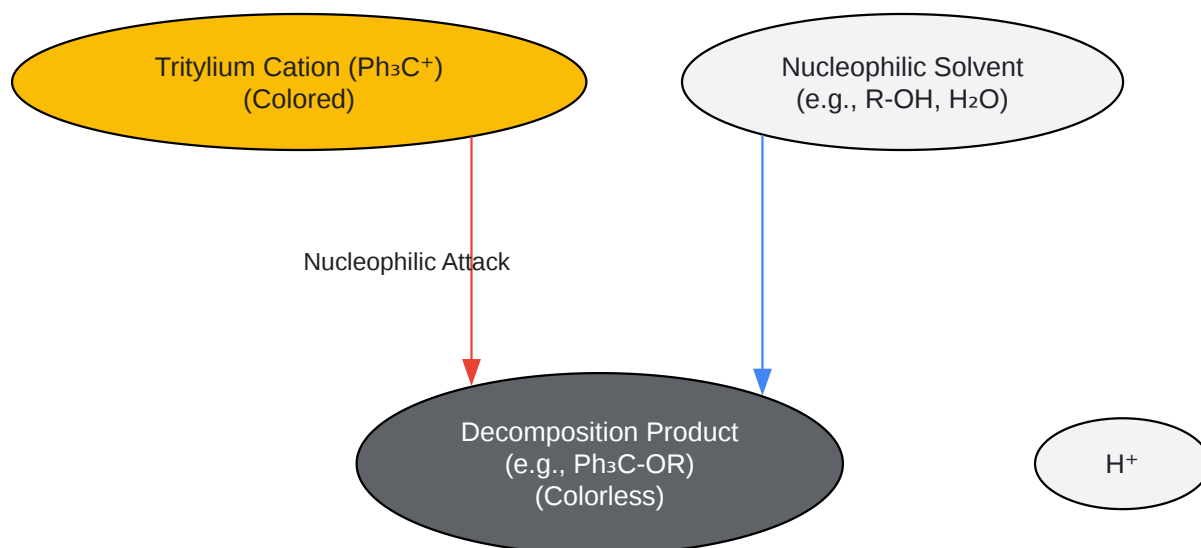 Tritylium Cation (Ph₃C⁺)
(Colored)
Nucleophilic Solvent
(e.g., R-OH, H₂O)
Nucleophilic Attack
Decomposition Product
(e.g., Ph₃C-OR)
(Colorless)
H⁺